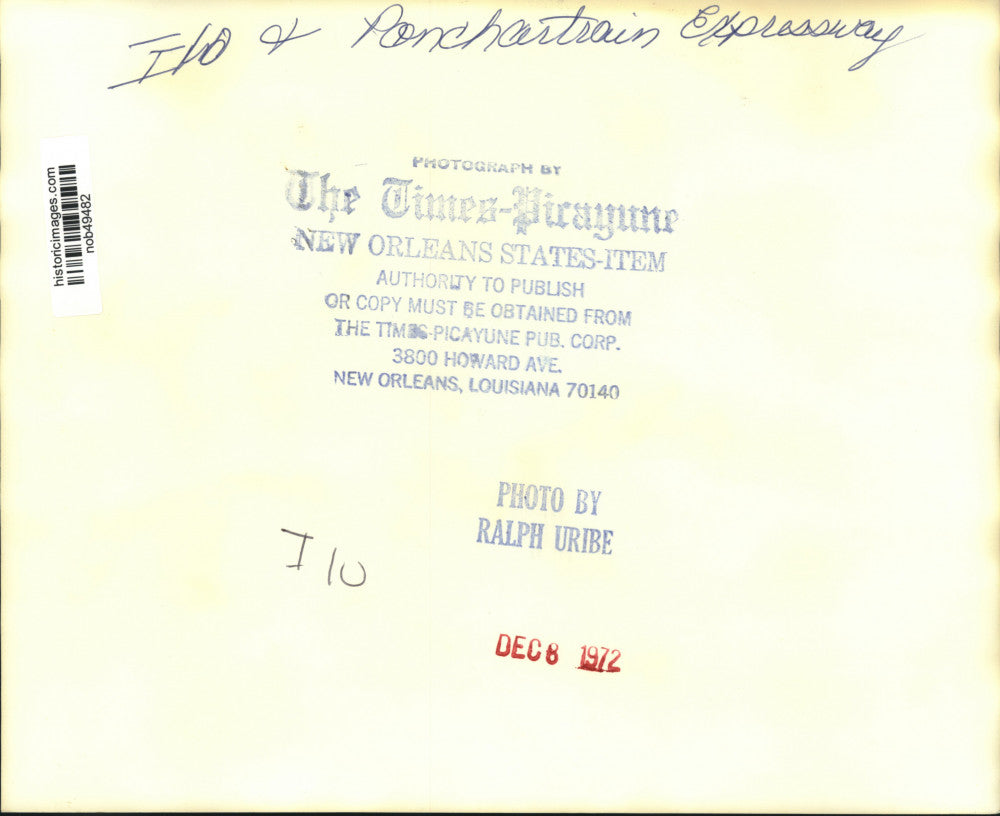 I10 & Ponchartrain Expressway
historicimages.com
nob49482
PHOTOGRAPH BY
The Times-Picayune
NEW ORLEANS STATES-ITEM
AUTHORITY TO PUBLISH
OR COPY MUST BE OBTAINED FROM
THE TIMES-PICAYUNE PUB. CORP.
3800 HOWARD AVE.
NEW ORLEANS, LOUISIANA 70140
PHOTO BY
RALPH URIBE
I 10
DEC 8 1972